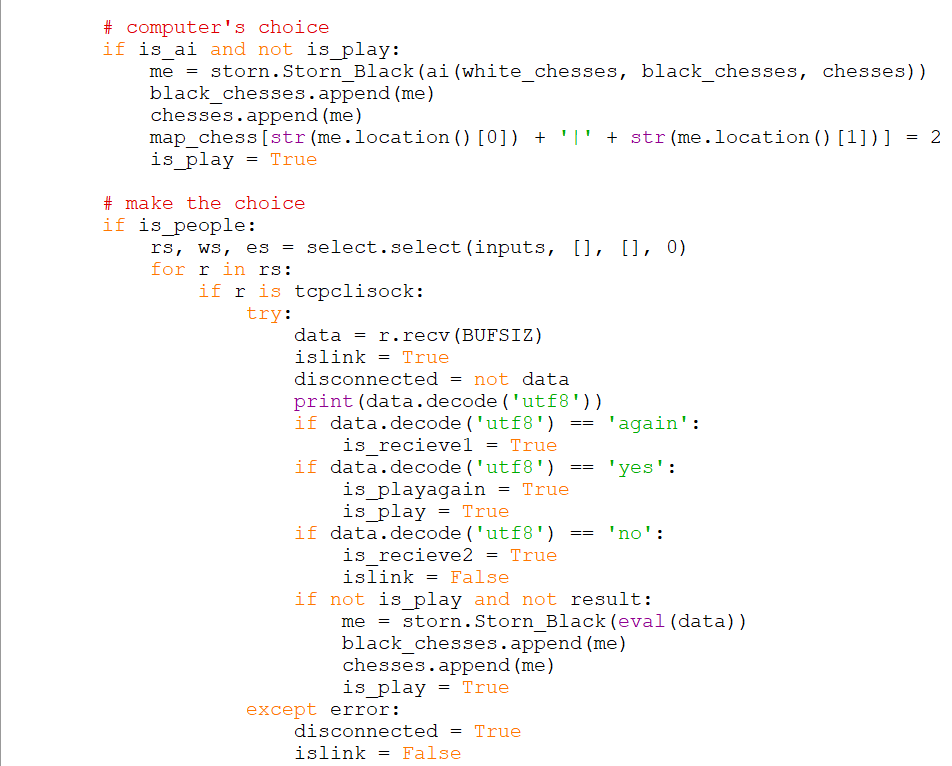 # computer's choice
if is_ai and not is_play:
    me = storn.Storn_Black(ai(white_chesses, black_chesses, chesses))
    black_chesses.append(me)
    chesses.append(me)
    map_chess[str(me.location()[0]) + '|' + str(me.location()[1])] = 2
    is_play = True

# make the choice
if is_people:
    rs, ws, es = select.select(inputs, [], [], 0)
    for r in rs:
        if r is tcpclisock:
            try:
                data = r.recv(BUFSIZ)
                islink = True
                disconnected = not data
                print(data.decode('utf8'))
                if data.decode('utf8') == 'again':
                    is_recieve1 = True
                if data.decode('utf8') == 'yes':
                    is_playagain = True
                    is_play = True
                if data.decode('utf8') == 'no':
                    is_recieve2 = True
                    islink = False
                if not is_play and not result:
                    me = storn.Storn_Black(eval(data))
                    black_chesses.append(me)
                    chesses.append(me)
                    is_play = True
            except error:
                disconnected = True
                islink = False